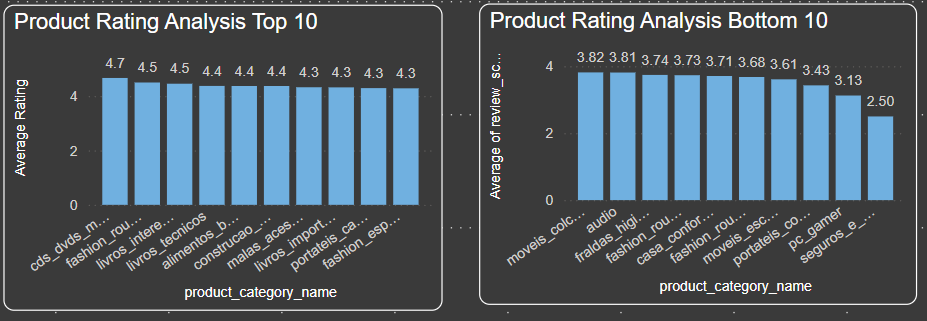 Product Rating Analysis Top 10
Average Rating
4.7 4.5 4.5 4.4 4.4 4.4 4.3 4.3 4.3 4.3
4
2
0
cds_dvds_m...
fashion_rou...
livros_intere...
livros_tecnicos
alimentos_b...
construcao_...
malas_aces...
livros_import...
portateis_ca...
fashion_esp...
product_category_name
Product Rating Analysis Bottom 10
Average of review_sc...
3.82 3.81 3.74 3.73 3.71 3.68 3.61 3.43 3.13 2.50
4
2
0
moveis_colc...
audio
fraldas_higi...
fashion_rou...
casa_confor...
fashion_rou...
moveis_esc...
portateis_co...
pc_gamer
seguros_e_...
product_category_name